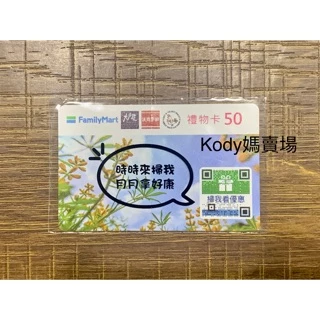 FamilyMart
禮物卡 50
Kody媽賣場
時時來掃我
月月拿好康
掃我看優惠